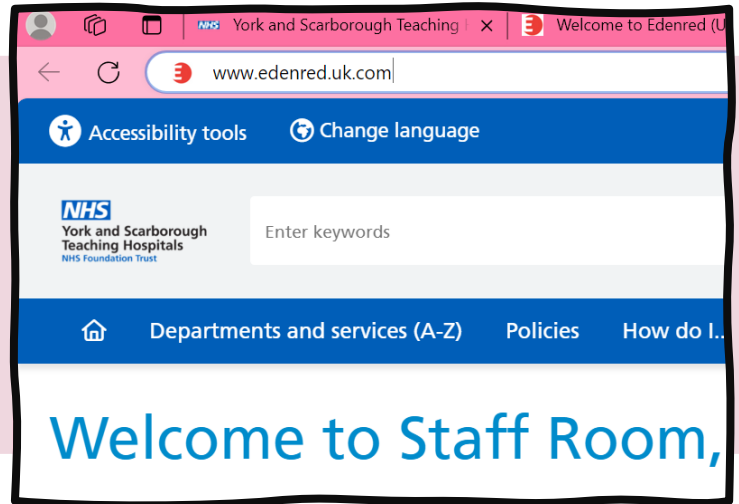 NHS York and Scarborough Teaching Welcome to Edenred (U
www.edenred.uk.com
Accessibility tools Change language
NHS
York and Scarborough
Teaching Hospitals
NHS Foundation Trust
Enter keywords
Departments and services (A-Z) Policies How do I..
Welcome to Staff Room,